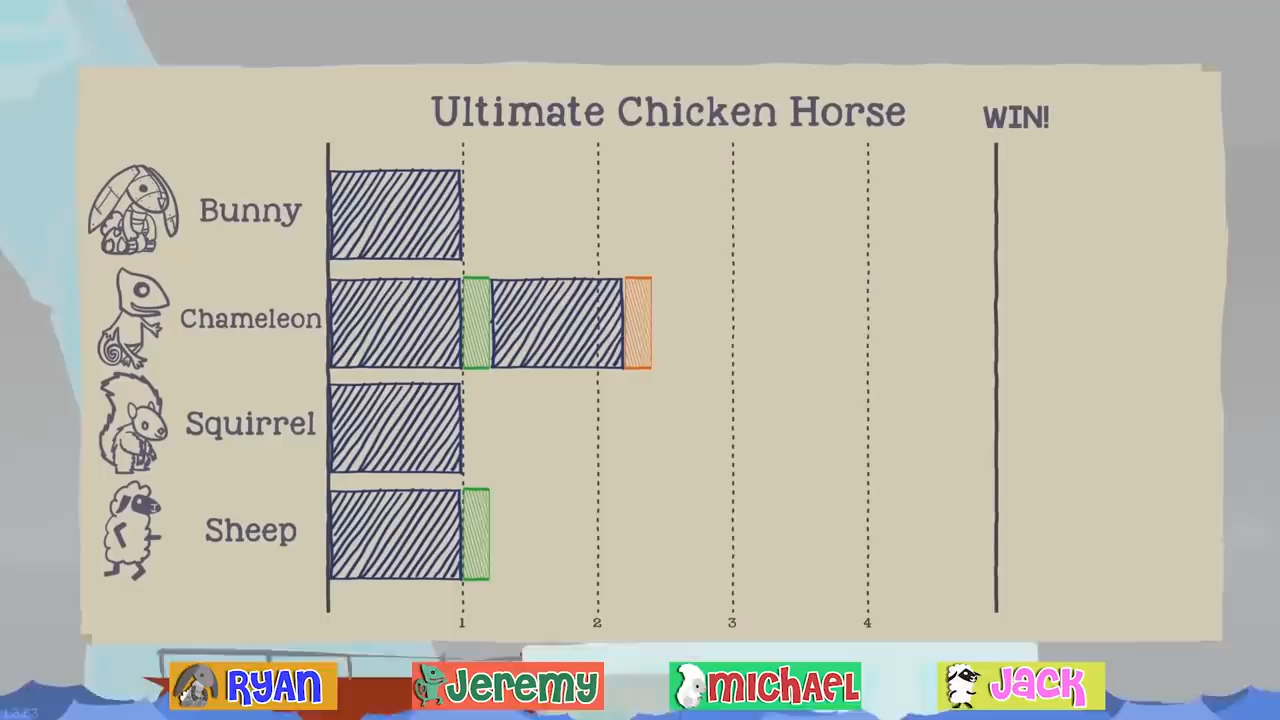 Ultimate Chicken Horse
WIN!
Bunny
Chameleon
Squirrel
Sheep
1 2 3 4
RYAN Jeremy michael Jack